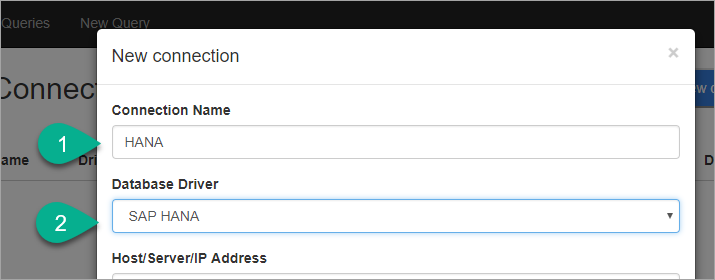 Queries New Query
New connection ×
Connec
Connection Name
1 HANA
ame Dri D
Database Driver
2 SAP HANA
Host/Server/IP Address